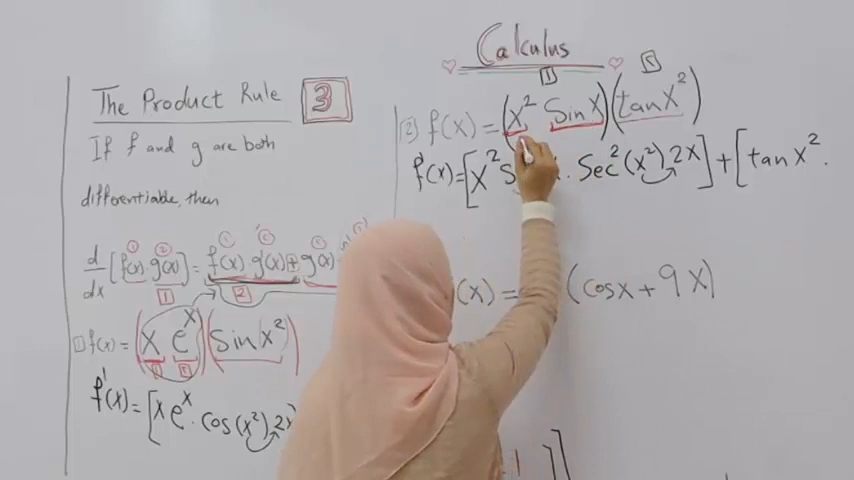 Calculus
The Product Rule 3
If f and g are both
differentiable, then
d/dx [f(x).g(x)] = f(x).g'(x) + g(x)
1 2
1 f(x) = (x e^x)(Sin x^2)
f'(x) = [x e^x . Cos(x^2) 2x
1 5
(2) f(x) = (x^2 Sin x)(tan x^2)
f'(x) = [x^2 S . Sec^2(x^2) 2x] + [tan x^2 .
(x) = (Cosx + 9x)